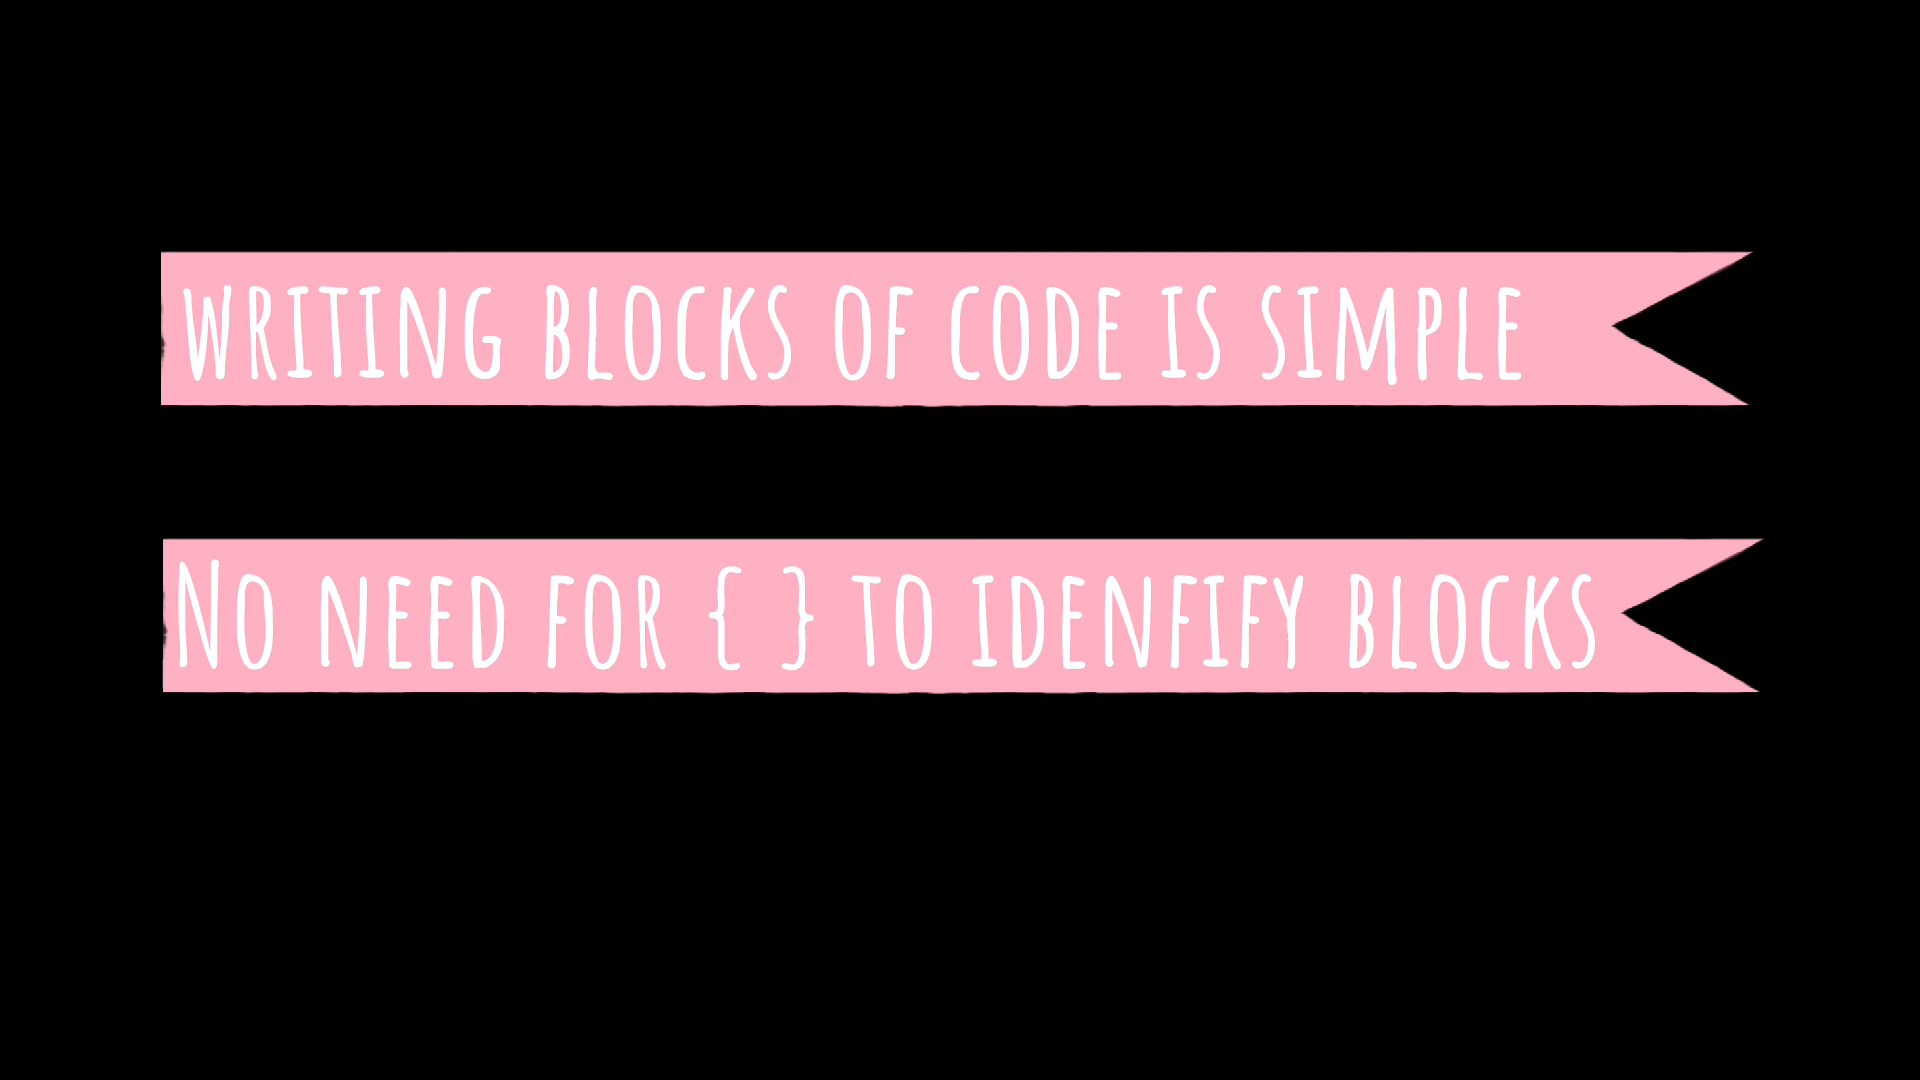 WRITING BLOCKS OF CODE IS SIMPLE
NO NEED FOR { } TO IDENFIFY BLOCKS